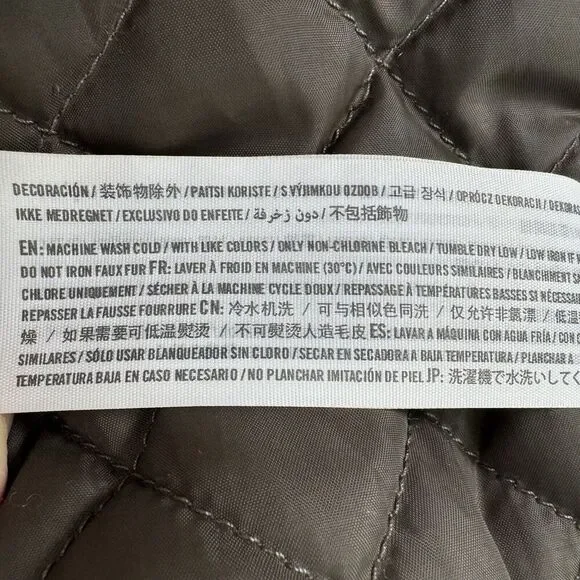 DECORACIÓN / 装饰物除外 / PAITSI KORISTE / S VÝJIMKOU OZDOB / 고급 장식 / OPRÓCZ DEKORACJI / DEKORAS
IKKE MEDREGNET / EXCLUSIVO DO ENFEITE / دون زخرفة / 不包括飾物
EN: MACHINE WASH COLD / WITH LIKE COLORS / ONLY NON-CHLORINE BLEACH / TUMBLE DRY LOW / LOW IRON IF
DO NOT IRON FAUX FUR FR: LAVER À FROID EN MACHINE (30°C) / AVEC COULEURS SIMILAIRES / BLANCHIMENT SA
CHLORE UNIQUEMENT / SÉCHER À LA MACHINE CYCLE DOUX / REPASSAGE À TEMPÉRATURES BASSES SI NÉCESSAI
REPASSER LA FAUSSE FOURRURE CN: 冷水机洗 / 可与相似色同洗 / 仅允许非氯漂 / 低温
燥 / 如果需要可低温熨烫 / 不可熨烫人造毛皮 ES: LAVAR A MÁQUINA CON AGUA FRÍA / CON CO
SIMILARES / SÓLO USAR BLANQUEADOR SIN CLORO / SECAR EN SECADORA A BAJA TEMPERATURA / PLANCHAR A
TEMPERATURA BAJA EN CASO NECESARIO / NO PLANCHAR IMITACIÓN DE PIEL JP: 洗濯機で水洗いしてく